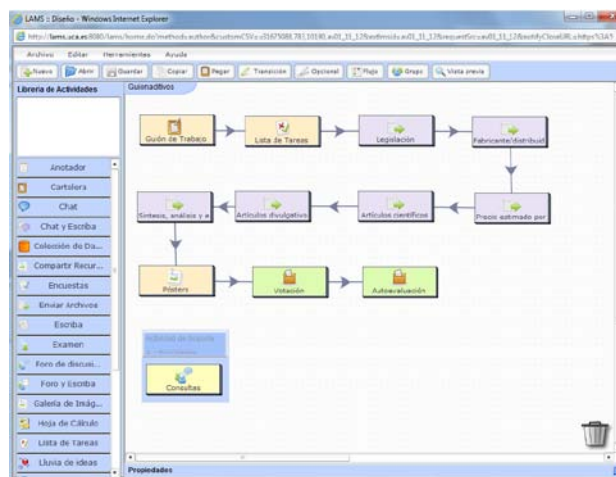 LAMS :: Diseño - Windows Internet Explorer
Archivo Editar Herramientas Ayuda
Nuevo Abrir Guardar Copiar Pegar Transición Opcional Flujo Grupo Vista previa
Librería de Actividades
Guionaditivos
Anotador
Cartelera
Chat
Chat y Escriba
Colección de Da...
Compartir Recur...
Encuestas
Enviar Archivos
Escriba
Examen
Foro de discusi...
Foro y Escriba
Galería de Imág...
Hoja de Cálculo
Lista de Tareas
Lluvia de ideas
Guión de Trabajo
Lista de Tareas
Legislación
Fabricante/distribuid
Síntesis, análisis y e
Artículos divulgativo
Artículos científicos
Precio estimado por
Pósters
Votación
Autoevaluación
Consultas
Propiedades